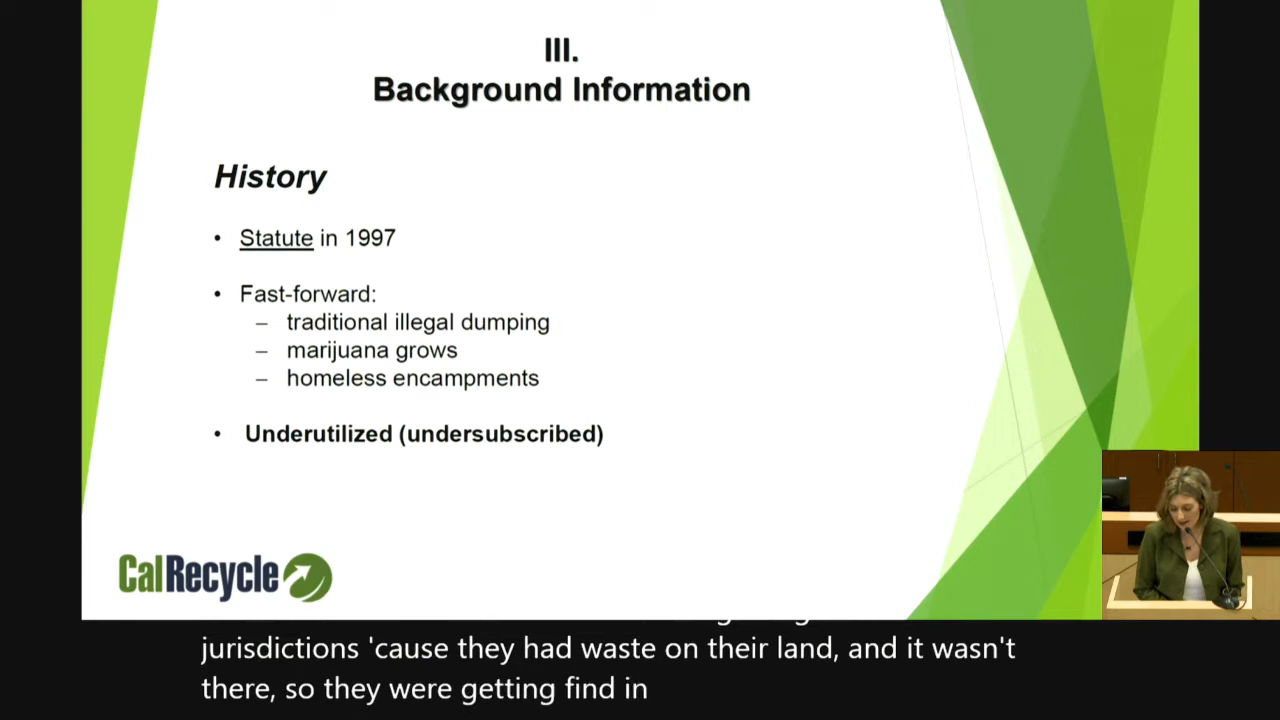 III.
Background Information
History
• Statute in 1997
• Fast-forward:
– traditional illegal dumping
– marijuana grows
– homeless encampments
• Underutilized (undersubscribed)
CalRecycle
jurisdictions 'cause they had waste on their land, and it wasn't
there, so they were getting find in